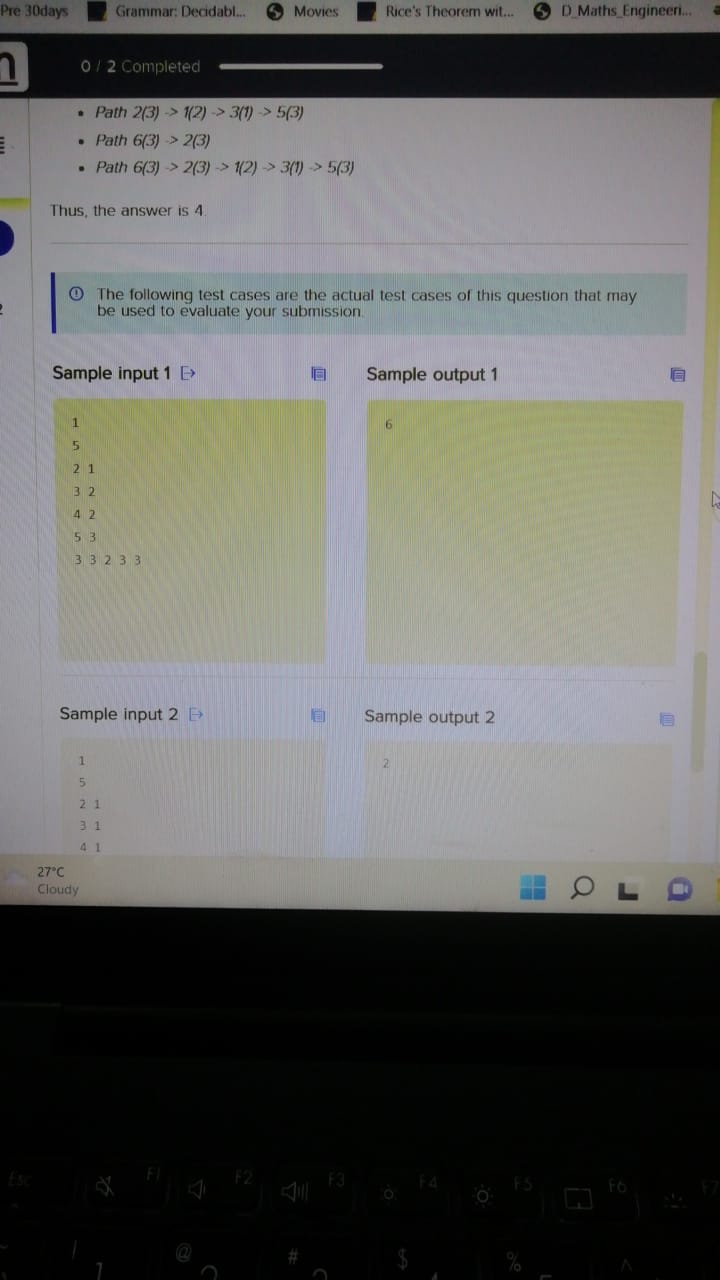 Pre 30days Grammar: Decidabl... Movies Rice's Theorem wit... D_Maths_Engineeri...
0 / 2 Completed
• Path 2(3) -> 1(2) -> 3(1) -> 5(3)
• Path 6(3) -> 2(3)
• Path 6(3) -> 2(3) -> 1(2) -> 3(1) -> 5(3)
Thus, the answer is 4.
The following test cases are the actual test cases of this question that may
be used to evaluate your submission.
Sample input 1
Sample output 1
1
5
2 1
3 2
4 2
5 3
3 3 2 3 3
6
Sample input 2
Sample output 2
1
5
2 1
3 1
4 1
2
27°C
Cloudy
Esc F1 F2 F3 F4 F5 F6
! @ # $ % ^